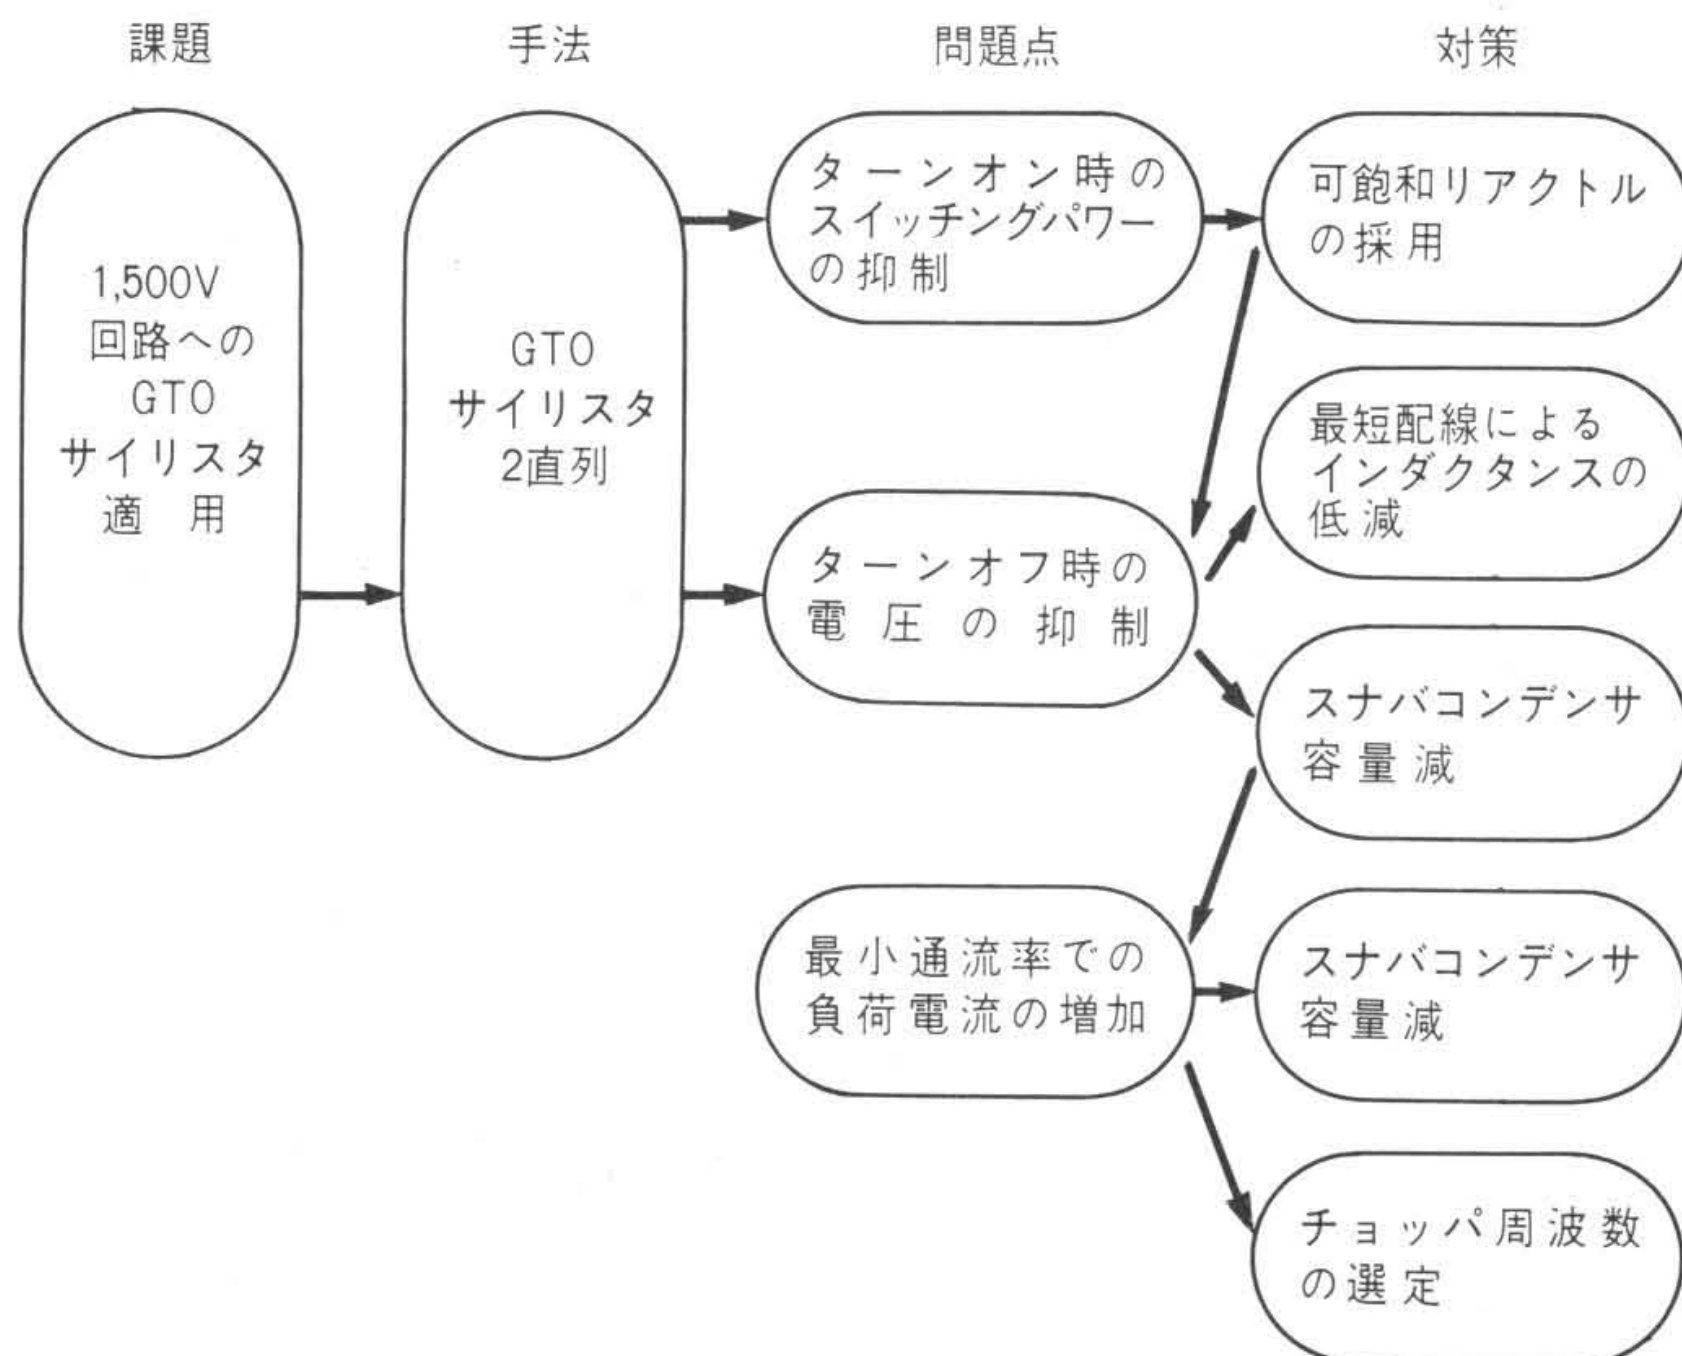 課題
手法
問題点
対策
1,500V
回路への
GTO
サイリスタ
適 用
GTO
サイリスタ
2直列
ターンオン時の
スイッチングパワー
の抑制
ターンオフ時の
電圧の抑制
最小通流率での
負荷電流の増加
可飽和リアクトル
の採用
最短配線による
インダクタンスの
低減
スナバコンデンサ
容量減
スナバコンデンサ
容量減
チョッパ周波数
の選定